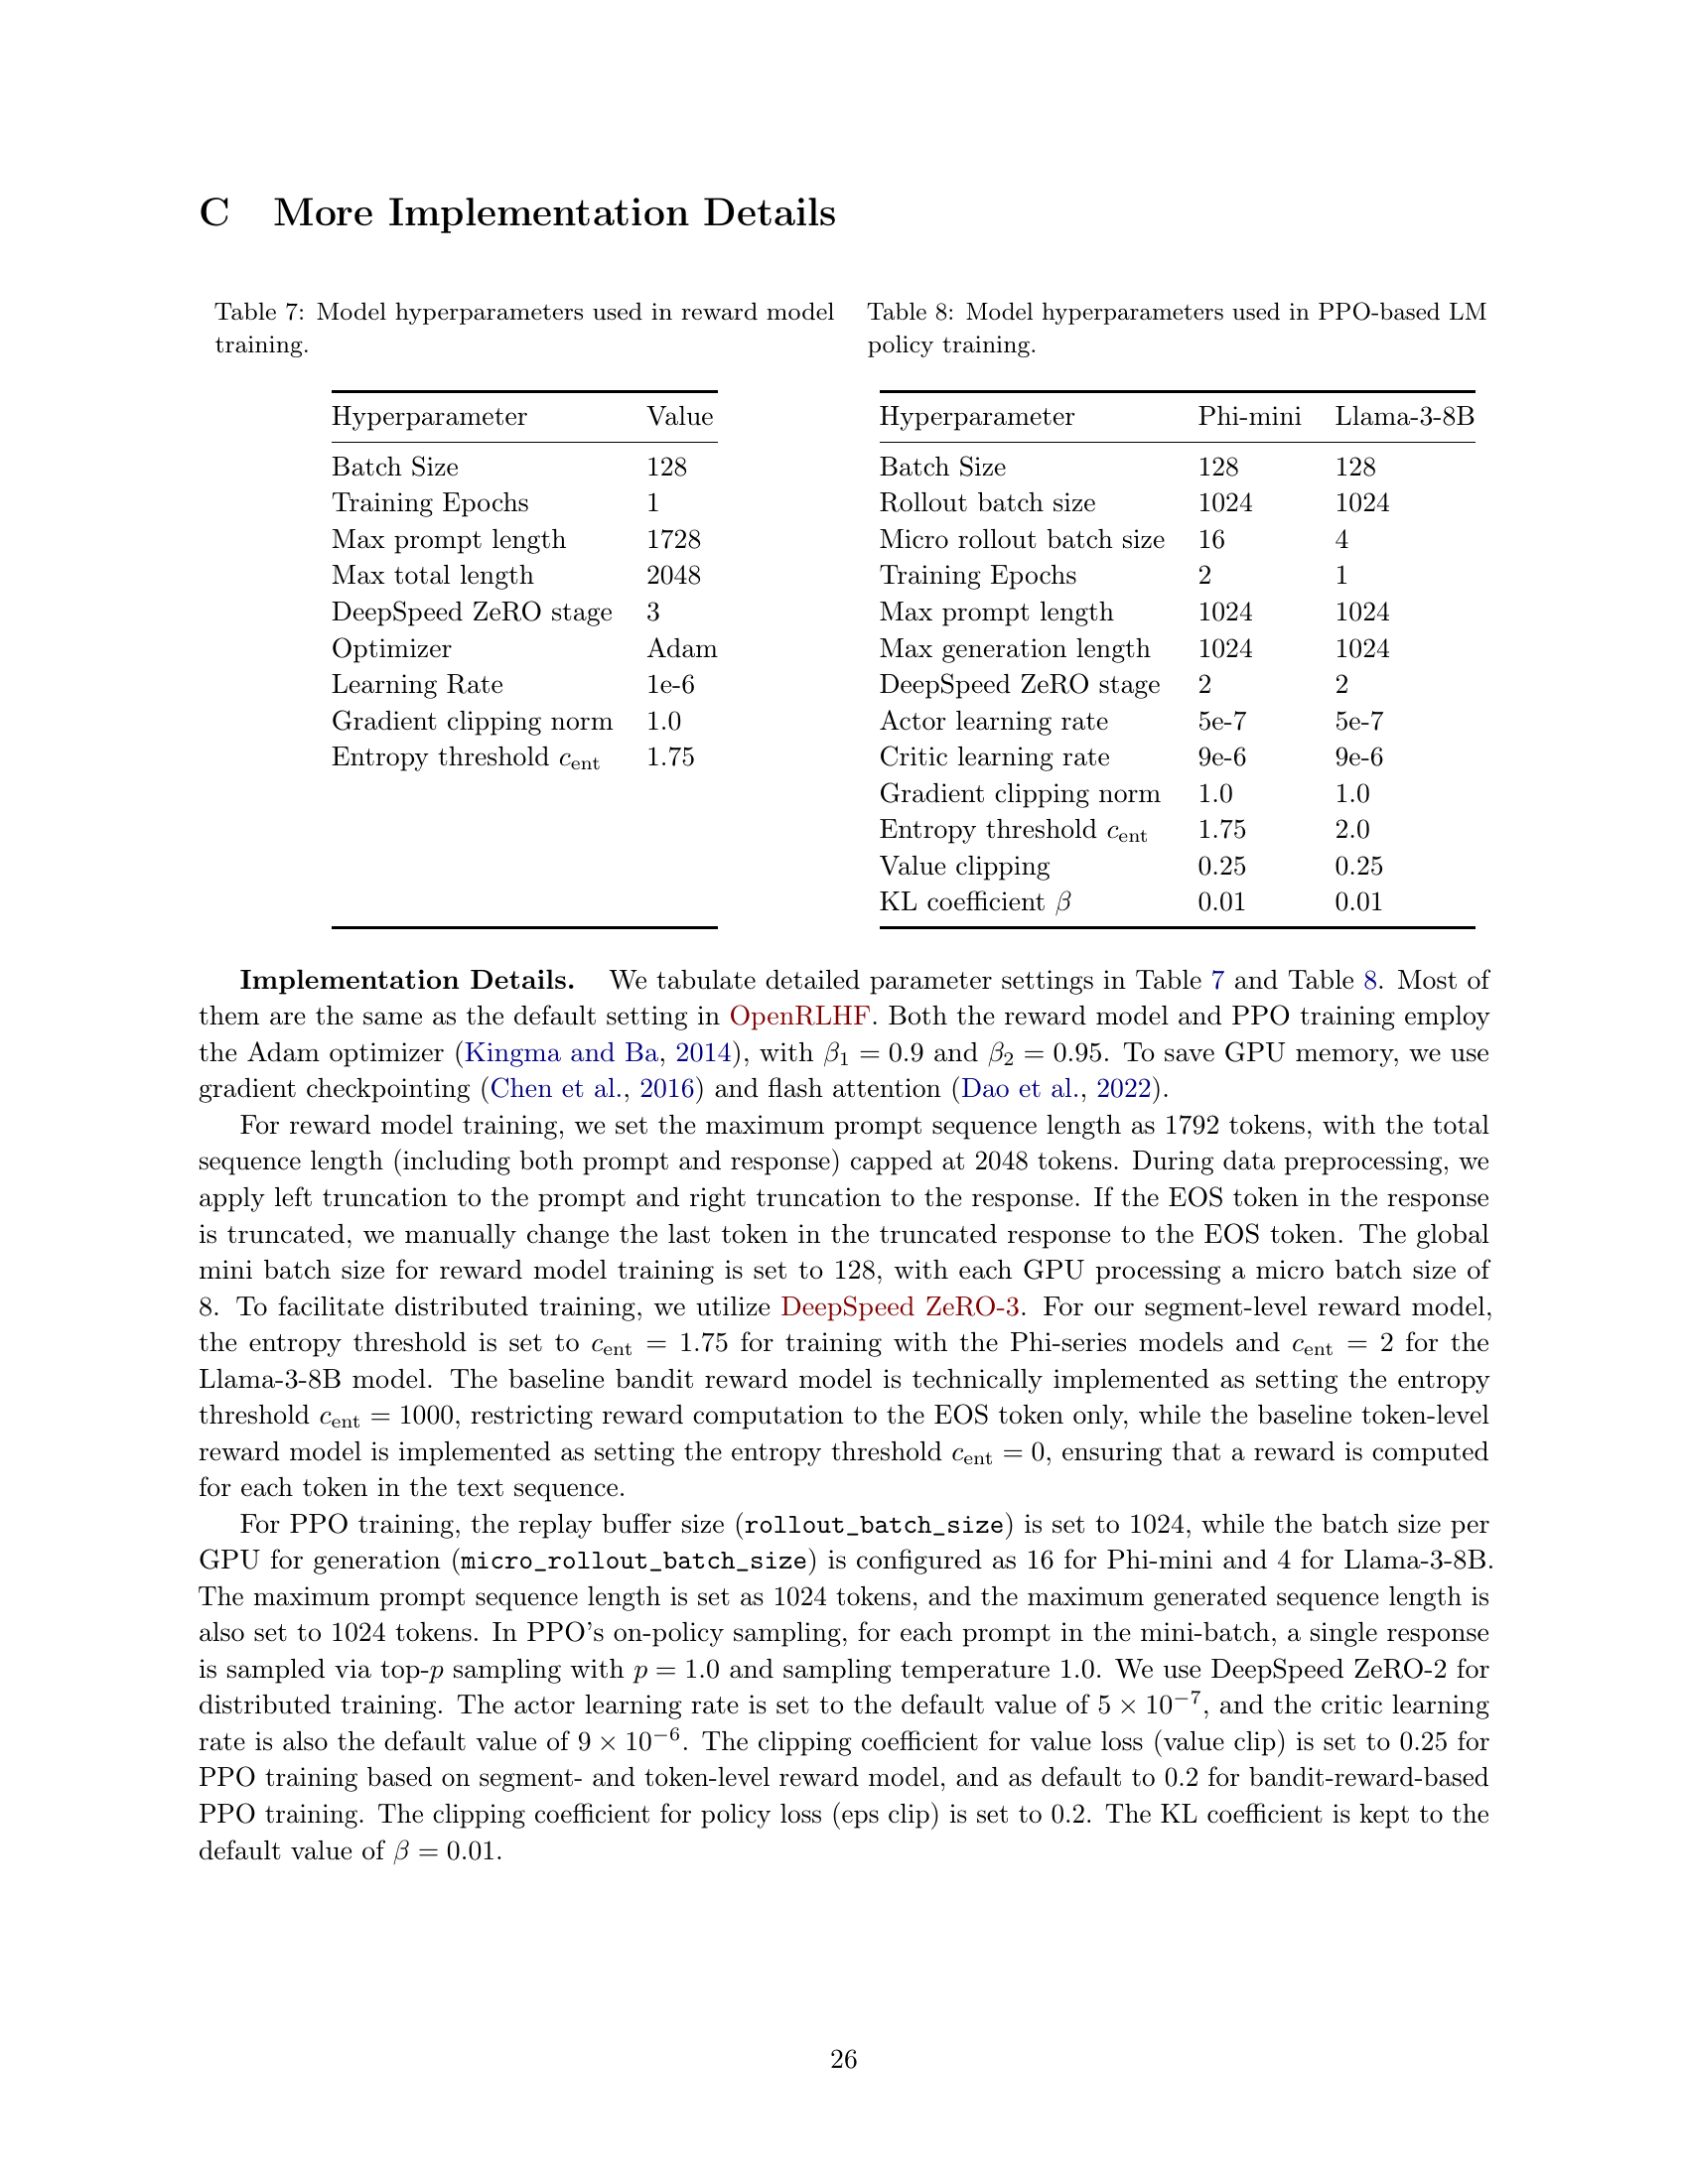 C More Implementation Details
Table 7: Model hyperparameters used in reward model
training.
Hyperparameter Value
Batch Size 128
Training Epochs 1
Max prompt length 1728
Max total length 2048
DeepSpeed ZeRO stage 3
Optimizer Adam
Learning Rate 1e-6
Gradient clipping norm 1.0
Entropy threshold c_ent 1.75
Table 8: Model hyperparameters used in PPO-based LM
policy training.
Hyperparameter Phi-mini Llama-3-8B
Batch Size 128 128
Rollout batch size 1024 1024
Micro rollout batch size 16 4
Training Epochs 2 1
Max prompt length 1024 1024
Max generation length 1024 1024
DeepSpeed ZeRO stage 2 2
Actor learning rate 5e-7 5e-7
Critic learning rate 9e-6 9e-6
Gradient clipping norm 1.0 1.0
Entropy threshold c_ent 1.75 2.0
Value clipping 0.25 0.25
KL coefficient β 0.01 0.01
Implementation Details. We tabulate detailed parameter settings in Table 7 and Table 8. Most of
them are the same as the default setting in OpenRLHF. Both the reward model and PPO training employ
the Adam optimizer (Kingma and Ba, 2014), with β₁ = 0.9 and β₂ = 0.95. To save GPU memory, we use
gradient checkpointing (Chen et al., 2016) and flash attention (Dao et al., 2022).
For reward model training, we set the maximum prompt sequence length as 1792 tokens, with the total
sequence length (including both prompt and response) capped at 2048 tokens. During data preprocessing, we
apply left truncation to the prompt and right truncation to the response. If the EOS token in the response
is truncated, we manually change the last token in the truncated response to the EOS token. The global
mini batch size for reward model training is set to 128, with each GPU processing a micro batch size of
8. To facilitate distributed training, we utilize DeepSpeed ZeRO-3. For our segment-level reward model,
the entropy threshold is set to c_ent = 1.75 for training with the Phi-series models and c_ent = 2 for the
Llama-3-8B model. The baseline bandit reward model is technically implemented as setting the entropy
threshold c_ent = 1000, restricting reward computation to the EOS token only, while the baseline token-level
reward model is implemented as setting the entropy threshold c_ent = 0, ensuring that a reward is computed
for each token in the text sequence.
For PPO training, the replay buffer size (rollout_batch_size) is set to 1024, while the batch size per
GPU for generation (micro_rollout_batch_size) is configured as 16 for Phi-mini and 4 for Llama-3-8B.
The maximum prompt sequence length is set as 1024 tokens, and the maximum generated sequence length is
also set to 1024 tokens. In PPO's on-policy sampling, for each prompt in the mini-batch, a single response
is sampled via top-p sampling with p = 1.0 and sampling temperature 1.0. We use DeepSpeed ZeRO-2 for
distributed training. The actor learning rate is set to the default value of 5 × 10⁻⁷, and the critic learning
rate is also the default value of 9 × 10⁻⁶. The clipping coefficient for value loss (value clip) is set to 0.25 for
PPO training based on segment- and token-level reward model, and as default to 0.2 for bandit-reward-based
PPO training. The clipping coefficient for policy loss (eps clip) is set to 0.2. The KL coefficient is kept to the
default value of β = 0.01.
26